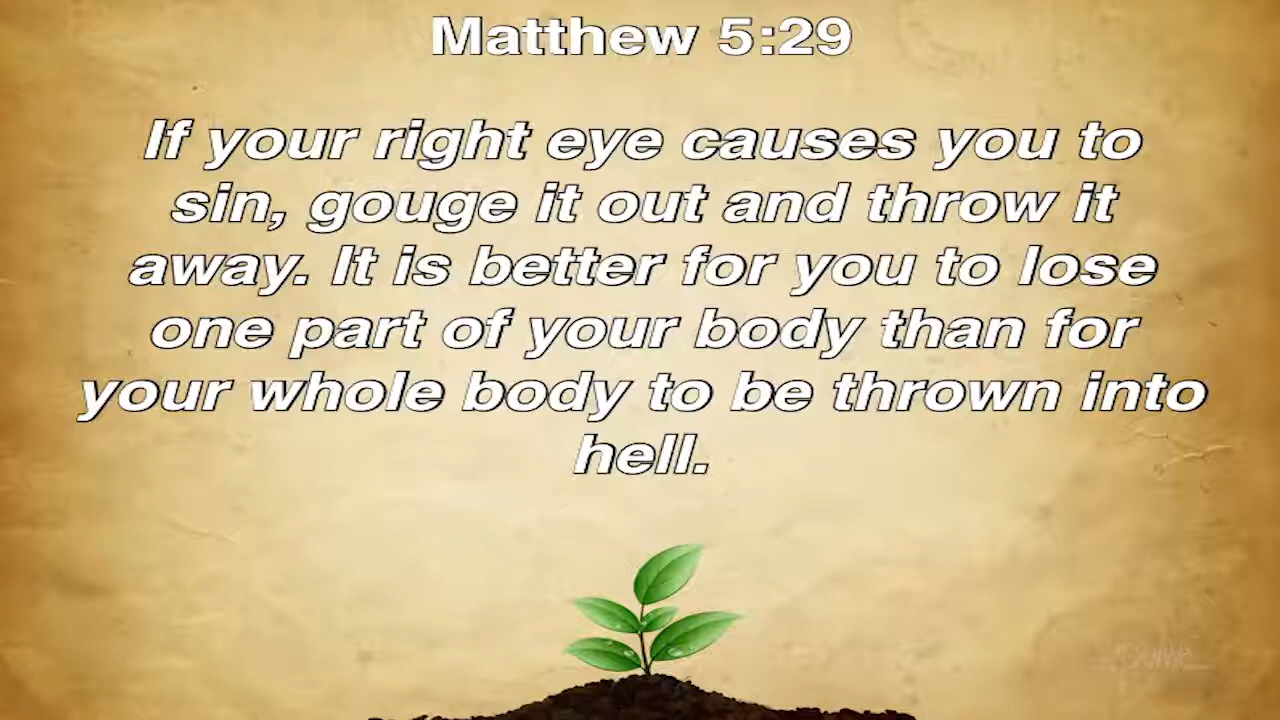 Matthew 5:29
If your right eye causes you to
sin, gouge it out and throw it
away. It is better for you to lose
one part of your body than for
your whole body to be thrown into
hell.